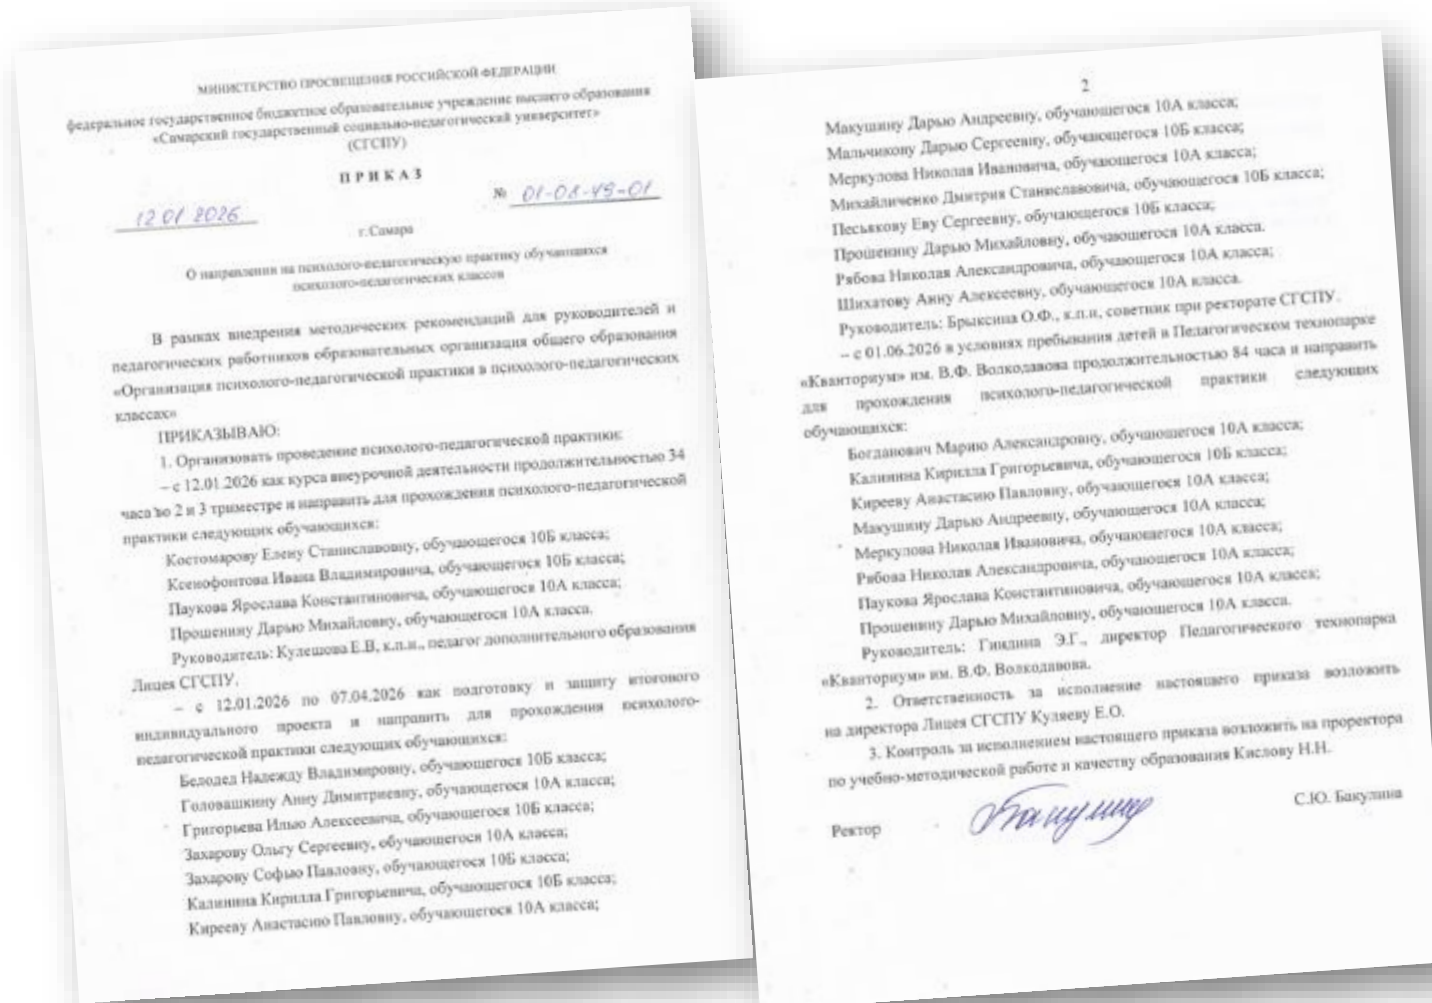 МИНИСТЕРСТВО ПРОСВЕЩЕНИЯ РОССИЙСКОЙ ФЕДЕРАЦИИ
федеральное государственное бюджетное образовательное учреждение высшего образования
«Самарский государственный социально-педагогический университет»
(СГСПУ)
ПРИКАЗ
12 01 2026
№ 01-01-49-01
г. Самара
О направлении на психолого-педагогическую практику обучающихся
психолого-педагогических классов
В рамках внедрения методических рекомендаций для руководителей и
педагогических работников образовательных организация общего образования
«Организация психолого-педагогической практики в психолого-педагогических
классах»
ПРИКАЗЫВАЮ:
1. Организовать проведение психолого-педагогической практики:
– с 12.01.2026 как курса внеурочной деятельности продолжительностью 34
часа во 2 и 3 триместре и направить для прохождения психолого-педагогической
практики следующих обучающихся:
Костомарову Елену Станиславовну, обучающегося 10Б класса;
Ксенофонтова Ивана Владимировича, обучающегося 10Б класса;
Паукова Ярослава Константиновича, обучающегося 10А класса;
Прошенину Дарью Михайловну, обучающегося 10А класса.
Руководитель: Кулешова Е.В, к.п.н., педагог дополнительного образования
Лицея СГСПУ.
– с 12.01.2026 по 07.04.2026 как подготовку и защиту итогового
индивидуального проекта и направить для прохождения психолого-
педагогической практики следующих обучающихся:
Белодед Надежду Владимировну, обучающегося 10Б класса;
Головашкину Анну Димитриевну, обучающегося 10А класса;
Григорьева Илью Алексеевича, обучающегося 10Б класса;
Захарову Ольгу Сергеевну, обучающегося 10А класса;
Захарову Софью Павловну, обучающегося 10Б класса;
Калинина Кирилла Григорьевича, обучающегося 10Б класса;
Кирееву Анастасию Павловну, обучающегося 10А класса;
2
Макушину Дарью Андреевну, обучающегося 10А класса;
Мальчикову Дарью Сергеевну, обучающегося 10Б класса;
Меркулова Николая Ивановича, обучающегося 10А класса;
Михайличенко Дмитрия Станиславовича, обучающегося 10Б класса;
Песьякову Еву Сергеевну, обучающегося 10Б класса;
Прошенину Дарью Михайловну, обучающегося 10А класса.
Рябова Николая Александровича, обучающегося 10А класса;
Шихатову Анну Алексеевну, обучающегося 10А класса.
Руководитель: Брыксина О.Ф., к.п.н, советник при ректорате СГСПУ.
– с 01.06.2026 в условиях пребывания детей в Педагогическом технопарке
«Кванториум» им. В.Ф. Волкодавова продолжительностью 84 часа и направить
для прохождения психолого-педагогической практики следующих
обучающихся:
Богданович Марию Александровну, обучающегося 10А класса;
Калинина Кирилла Григорьевича, обучающегося 10Б класса;
Кирееву Анастасию Павловну, обучающегося 10А класса;
Макушину Дарью Андреевну, обучающегося 10А класса;
Меркулова Николая Ивановича, обучающегося 10А класса;
Рябова Николая Александровича, обучающегося 10А класса;
Паукова Ярослава Константиновича, обучающегося 10А класса;
Прошенину Дарью Михайловну, обучающегося 10А класса.
Руководитель: Гиндина Э.Г., директор Педагогического технопарка
«Кванториум» им. В.Ф. Волкодавова.
2. Ответственность за исполнение настоящего приказа возложить
на директора Лицея СГСПУ Куляеву Е.О.
3. Контроль за исполнением настоящего приказа возложить на проректора
по учебно-методической работе и качеству образования Кислову Н.Н.
Ректор
С.Ю. Бакулина